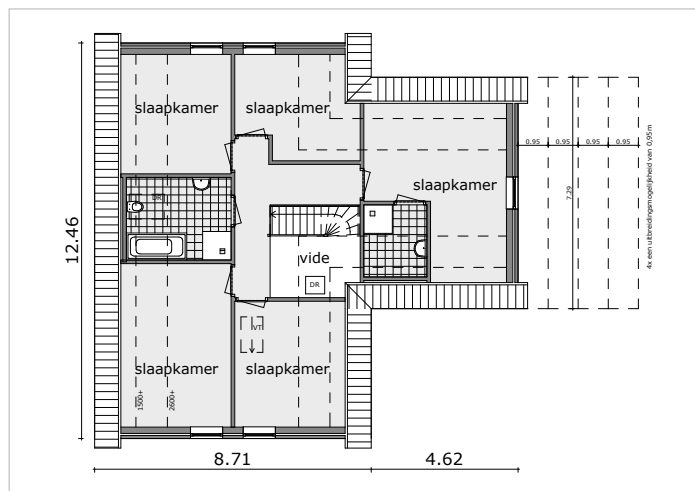 slaapkamer
slaapkamer
0.95 0.95 0.95 0.95
slaapkamer
DR
7.29
4x een uitbreidingsmogelijkheid van 0,95m
12.46
vide
DR
VT
slaapkamer
slaapkamer
1500+
2600+
8.71
4.62